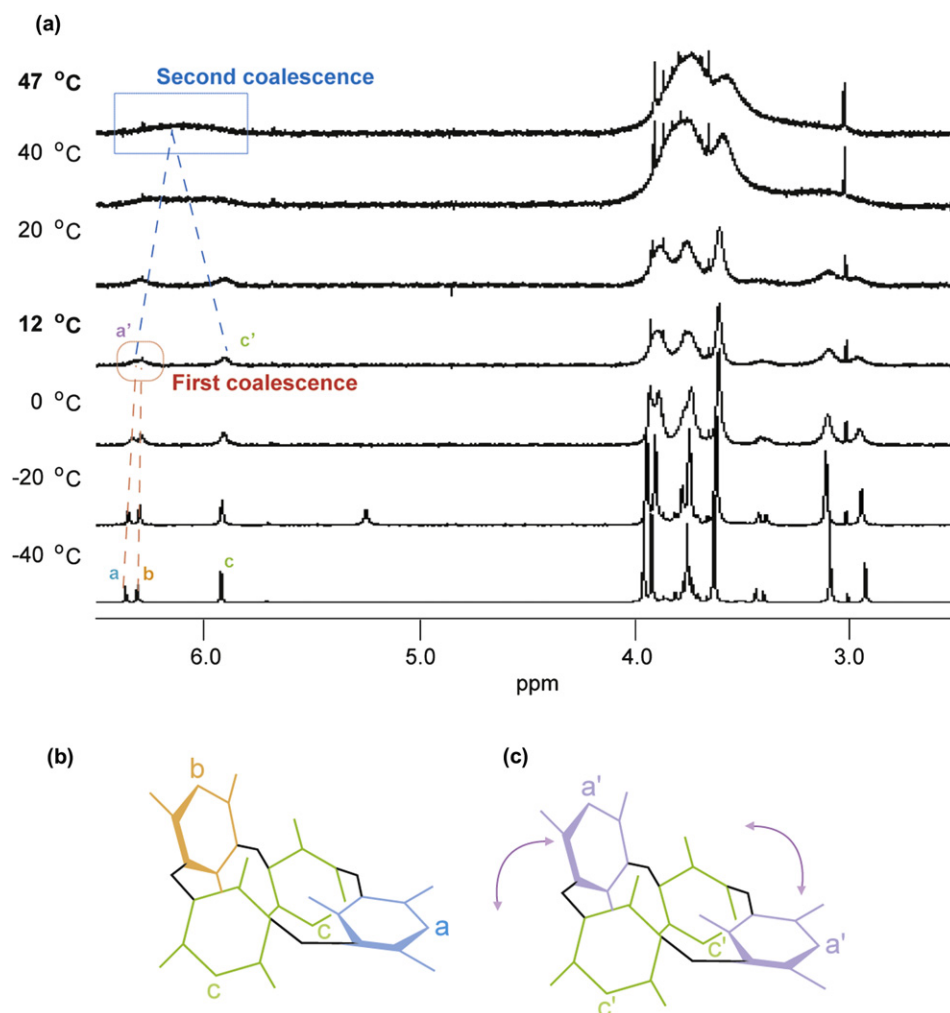 (a)
47 °C
Second coalescence
40 °C
20 °C
12 °C
a'
c'
First coalescence
0 °C
-20 °C
-40 °C
a
b
c
6.0
5.0
4.0
3.0
ppm
(b)
(c)
b
a'
c
a
c
c'
a'
c'